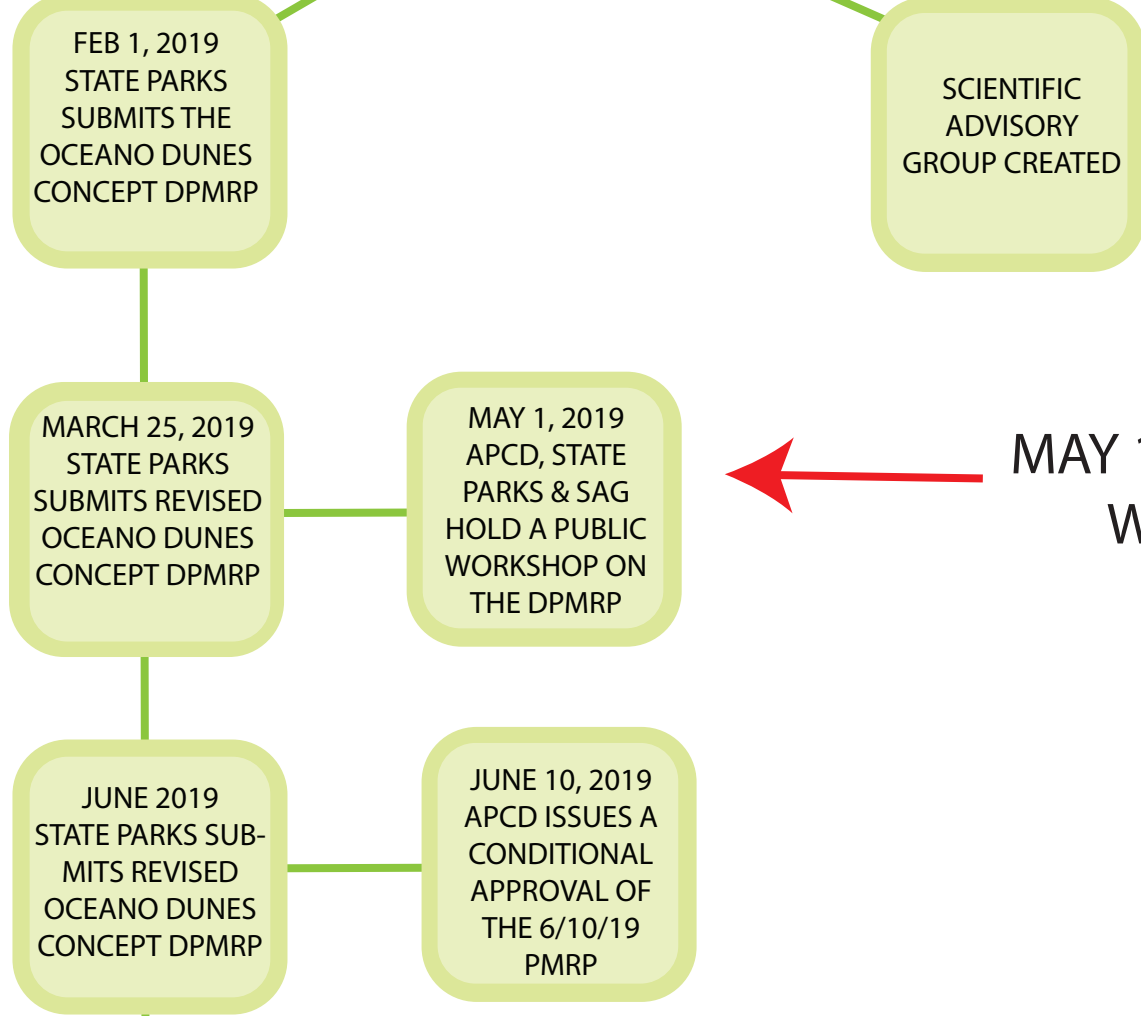 FEB 1, 2019
STATE PARKS
SUBMITS THE
OCEANO DUNES
CONCEPT DPMRP
SCIENTIFIC
ADVISORY
GROUP CREATED
MARCH 25, 2019
STATE PARKS
SUBMITS REVISED
OCEANO DUNES
CONCEPT DPMRP
MAY 1, 2019
APCD, STATE
PARKS & SAG
HOLD A PUBLIC
WORKSHOP ON
THE DPMRP
MAY
JUNE 2019
STATE PARKS SUB-
MITS REVISED
OCEANO DUNES
CONCEPT DPMRP
JUNE 10, 2019
APCD ISSUES A
CONDITIONAL
APPROVAL OF
THE 6/10/19
PMRP